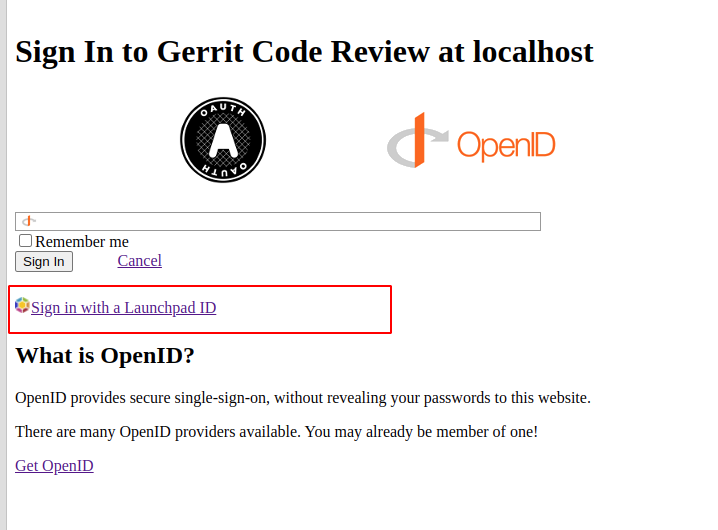 Sign In to Gerrit Code Review at localhost
OAUTH
A
OAUTH
OpenID
Remember me
Sign In Cancel
Sign in with a Launchpad ID
What is OpenID?
OpenID provides secure single-sign-on, without revealing your passwords to this website.
There are many OpenID providers available. You may already be member of one!
Get OpenID